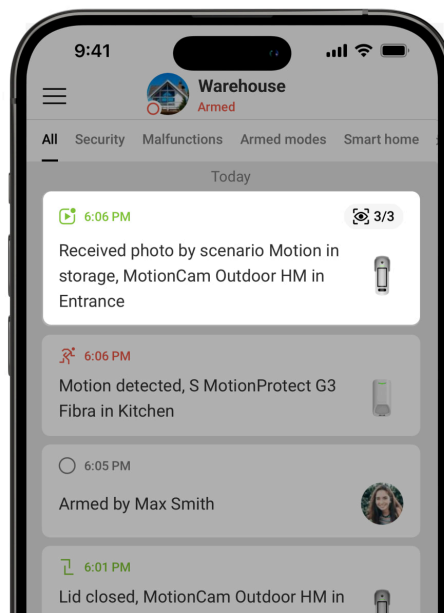 9:41
Warehouse
Armed
All Security Malfunctions Armed modes Smart home
Today
6:06 PM 3/3
Received photo by scenario Motion in
storage, MotionCam Outdoor HM in
Entrance
6:06 PM
Motion detected, S MotionProtect G3
Fibra in Kitchen
6:05 PM
Armed by Max Smith
6:01 PM
Lid closed, MotionCam Outdoor HM in